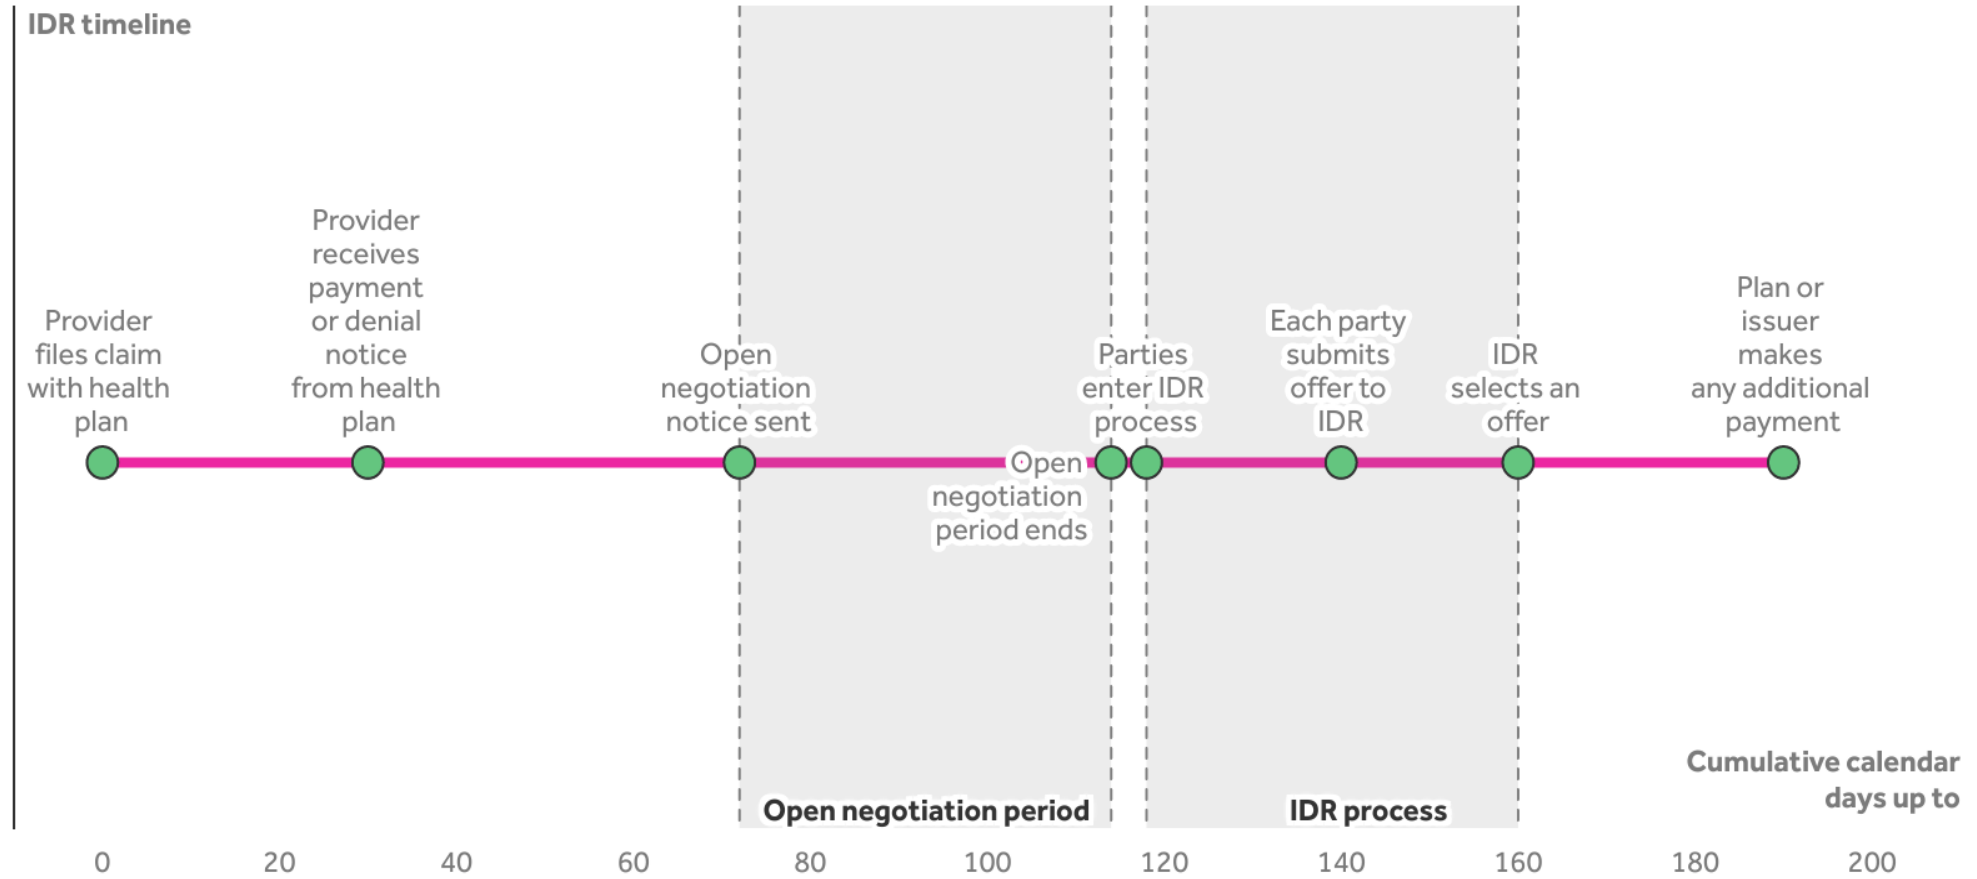 IDR timeline
Provider
files claim
with health
plan
Provider
receives
payment
or denial
notice
from health
plan
Open
negotiation
notice sent
Open
negotiation
period ends
Parties
enter IDR
process
Each party
submits
offer to
IDR
IDR
selects an
offer
Plan or
issuer
makes
any additional
payment
Cumulative calendar
days up to
Open negotiation period
IDR process
0 20 40 60 80 100 120 140 160 180 200